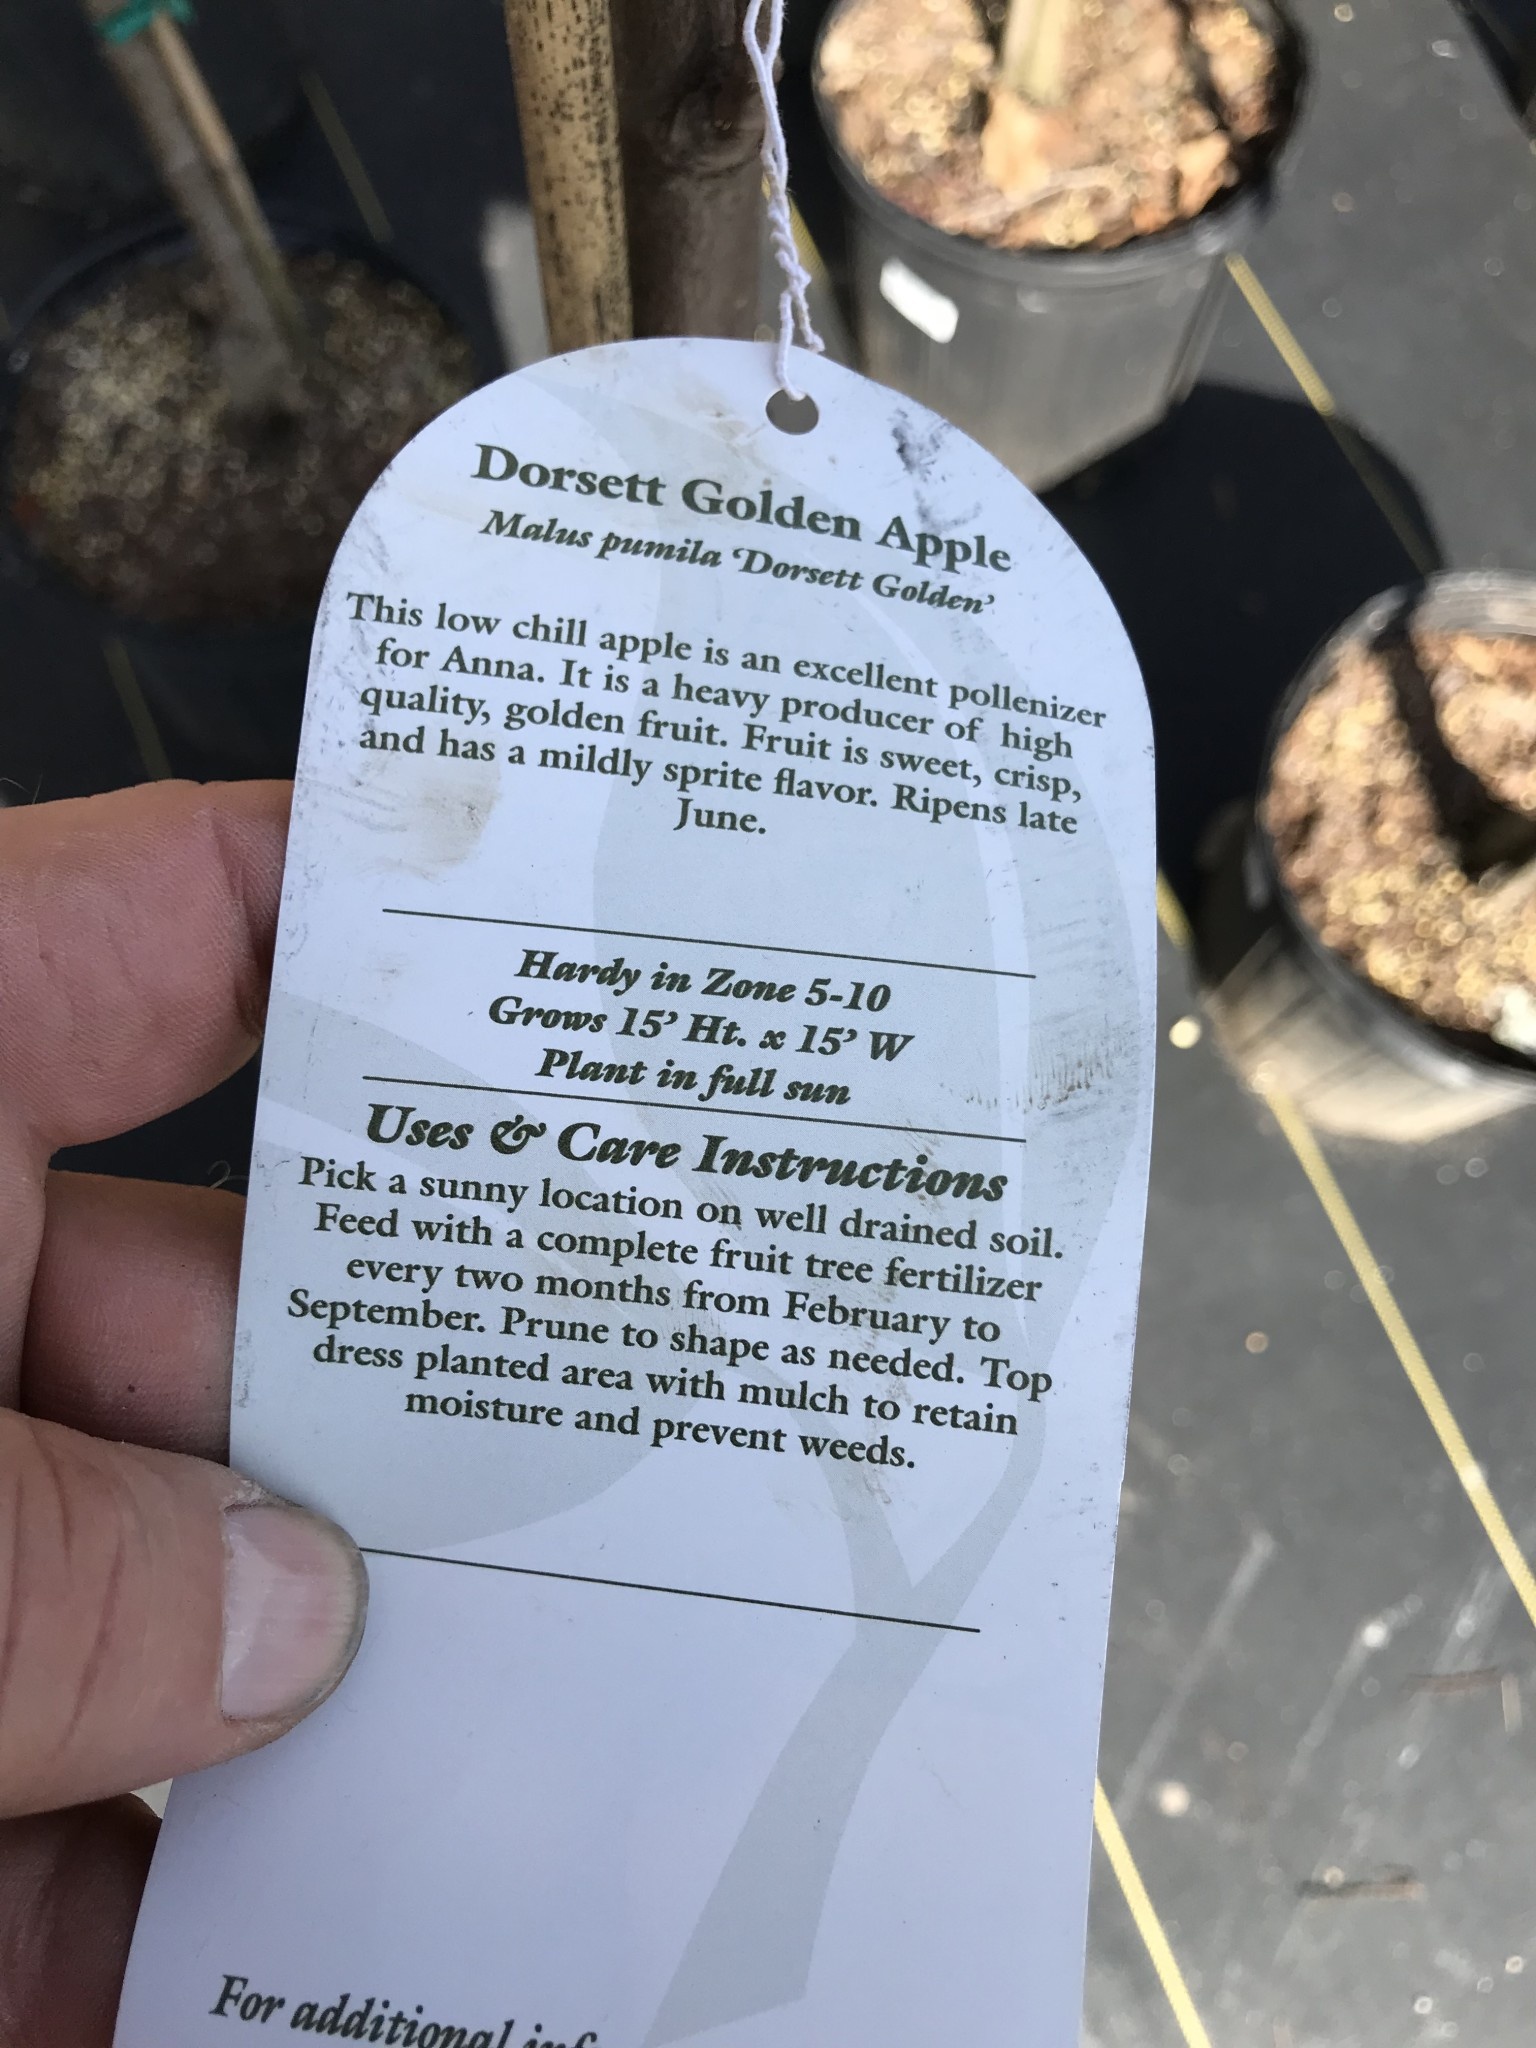 Dorsett Golden Apple
Malus pumila ‘Dorsett Golden’
This low chill apple is an excellent pollenizer
for Anna. It is a heavy producer of high
quality, golden fruit. Fruit is sweet, crisp,
and has a mildly sprite flavor. Ripens late
June.
Hardy in Zone 5-10
Grows 15’ Ht. x 15’ W
Plant in full sun
Uses & Care Instructions
Pick a sunny location on well drained soil.
Feed with a complete fruit tree fertilizer
every two months from February to
September. Prune to shape as needed. Top
dress planted area with mulch to retain
moisture and prevent weeds.
For additional